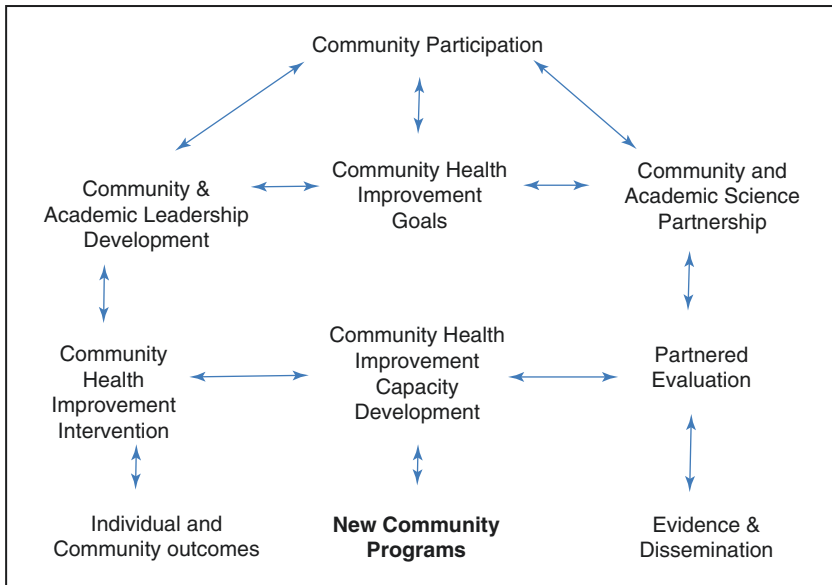 Community Participation
Community &
Academic Leadership
Development
Community Health
Improvement
Goals
Community and
Academic Science
Partnership
Community
Health
Improvement
Intervention
Community Health
Improvement
Capacity
Development
Partnered
Evaluation
Individual and
Community outcomes
New Community
Programs
Evidence &
Dissemination